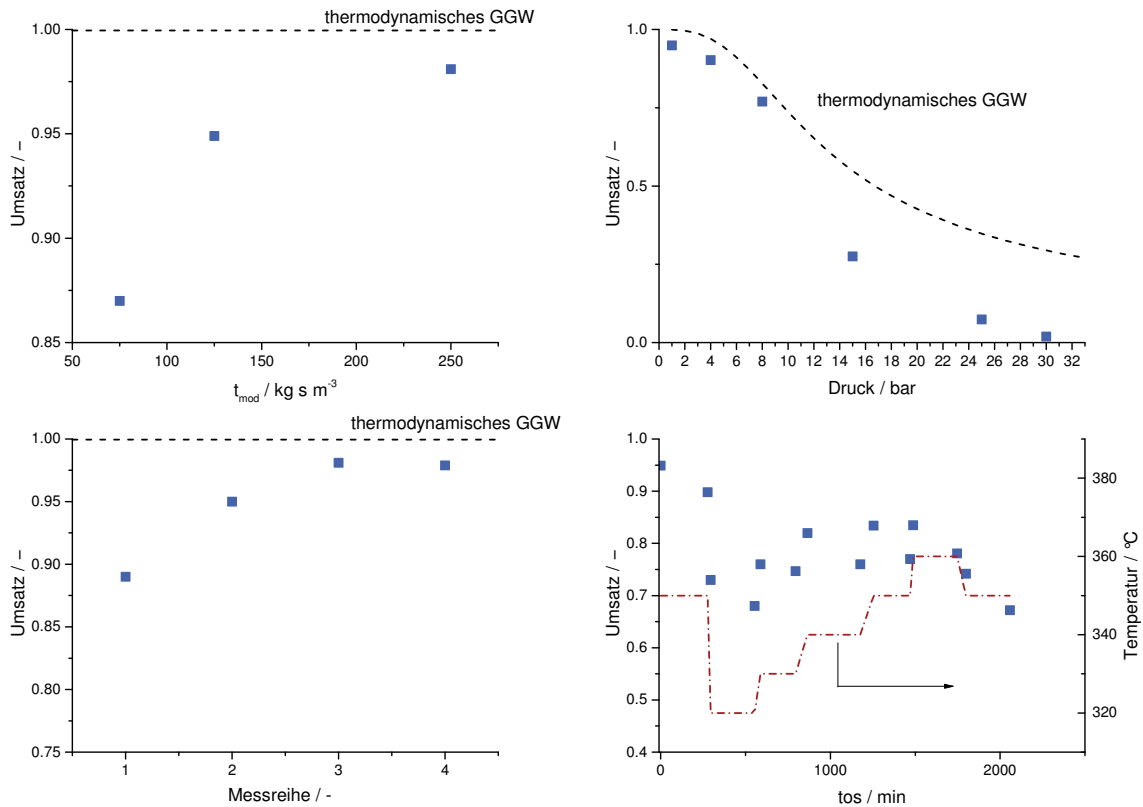 thermodynamisches GGW
1.00
0.95
0.90
0.85
Umsatz / –
50
100
150
200
250
t_mod / kg s m⁻³
1.0
0.5
0.0
Umsatz / –
thermodynamisches GGW
0 2 4 6 8 10 12 14 16 18 20 22 24 26 28 30 32
Druck / bar
thermodynamisches GGW
1.00
0.95
0.90
0.85
0.80
0.75
Umsatz / –
1
2
3
4
Messreihe / -
1.0
0.9
0.8
0.7
0.6
0.5
0.4
Umsatz / –
380
360
340
320
Temperatur / °C
0
1000
2000
tos / min